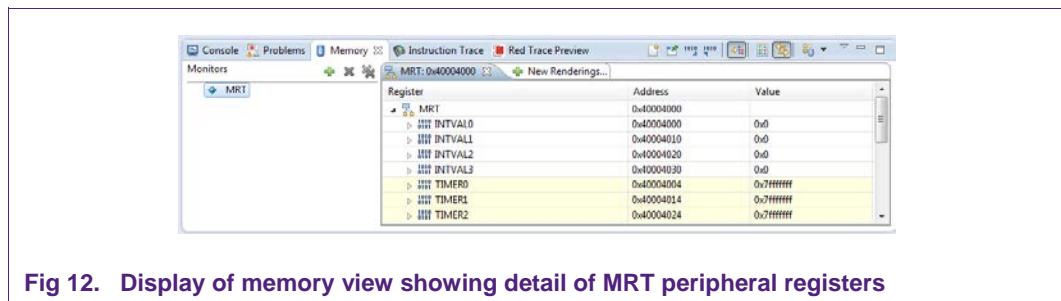 Console Problems Memory Instruction Trace Red Trace Preview
Monitors MRT: 0x40004000 New Renderings...
MRT Register Address Value
MRT 0x40004000
INTVAL0 0x40004000 0x0
INTVAL1 0x40004010 0x0
INTVAL2 0x40004020 0x0
INTVAL3 0x40004030 0x0
TIMER0 0x40004004 0x7fffffff
TIMER1 0x40004014 0x7fffffff
TIMER2 0x40004024 0x7fffffff
Fig 12. Display of memory view showing detail of MRT peripheral registers